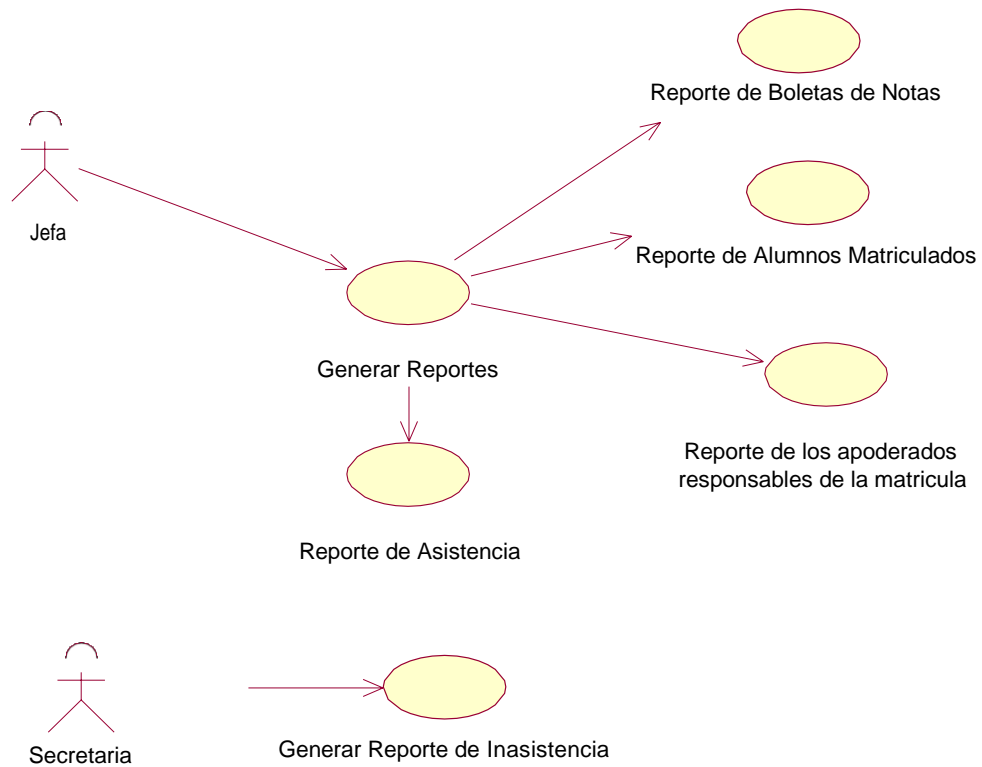 Reporte de Boletas de Notas
Jefa
Reporte de Alumnos Matriculados
Generar Reportes
Reporte de los apoderados
responsables de la matricula
Reporte de Asistencia
Secretaria
Generar Reporte de Inasistencia